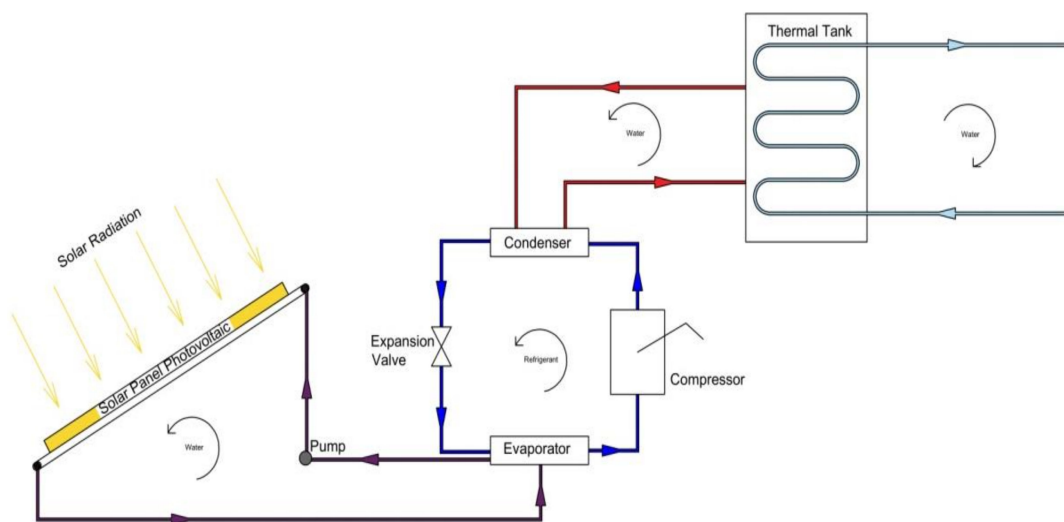 Thermal Tank
Water
Water
Solar Radiation
Condenser
Solar Panel Photovoltaic
Expansion
Valve
Refrigerant
Compressor
Water
Pump
Evaporator